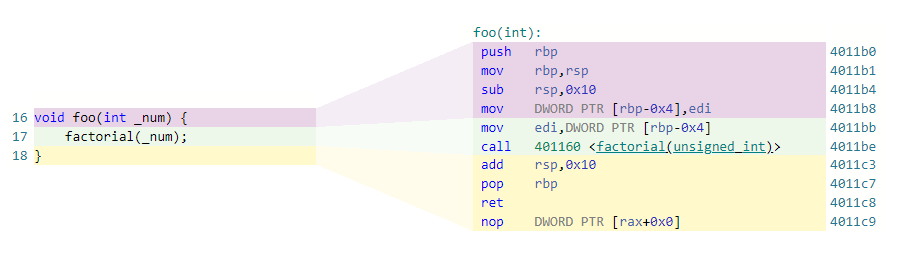 foo(int):
push rbp 4011b0
mov rbp,rsp 4011b1
sub rsp,0x10 4011b4
16 void foo(int _num) { mov DWORD PTR [rbp-0x4],edi 4011b8
17 factorial(_num); mov edi,DWORD PTR [rbp-0x4] 4011bb
18 } call 401160 <factorial(unsigned_int)> 4011be
add rsp,0x10 4011c3
pop rbp 4011c7
ret 4011c8
nop DWORD PTR [rax+0x0] 4011c9